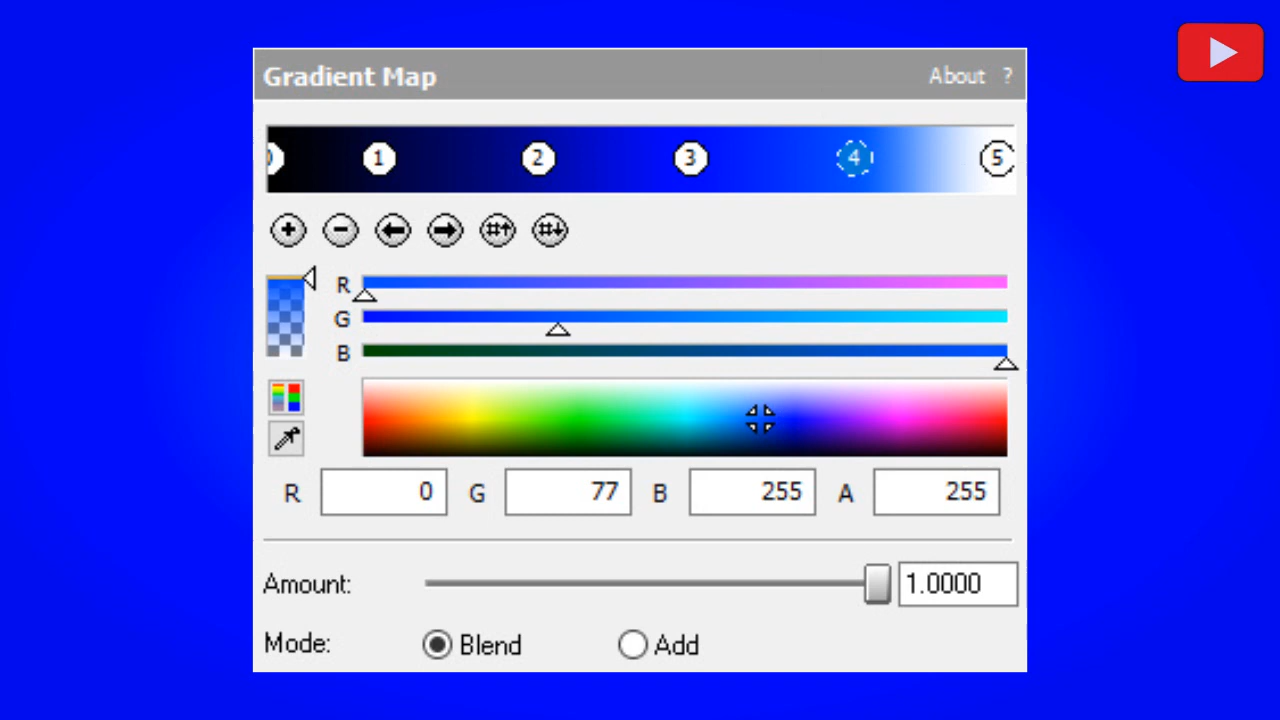 Gradient Map About ?
1 2 3 4 5
R
G
B
R 0 G 77 B 255 A 255
Amount: 1.0000
Mode: Blend Add